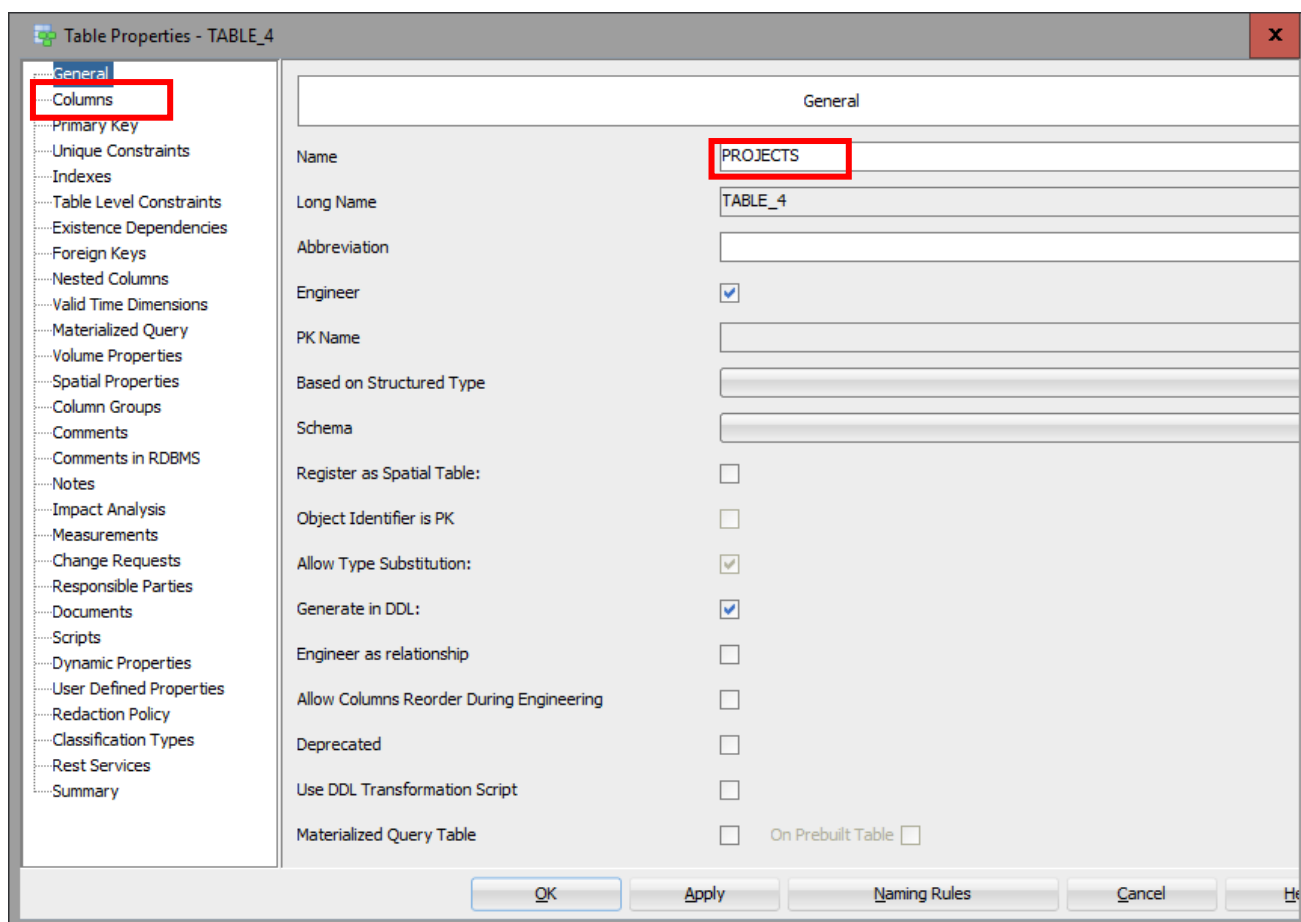 Table Properties - TABLE_4
x
General
Columns
Primary Key
Unique Constraints
Indexes
Table Level Constraints
Existence Dependencies
Foreign Keys
Nested Columns
Valid Time Dimensions
Materialized Query
Volume Properties
Spatial Properties
Column Groups
Comments
Comments in RDBMS
Notes
Impact Analysis
Measurements
Change Requests
Responsible Parties
Documents
Scripts
Dynamic Properties
User Defined Properties
Redaction Policy
Classification Types
Rest Services
Summary
General
Name PROJECTS
Long Name TABLE_4
Abbreviation
Engineer
PK Name
Based on Structured Type
Schema
Register as Spatial Table:
Object Identifier is PK
Allow Type Substitution:
Generate in DDL:
Engineer as relationship
Allow Columns Reorder During Engineering
Deprecated
Use DDL Transformation Script
Materialized Query Table On Prebuilt Table
OK Apply Naming Rules Cancel